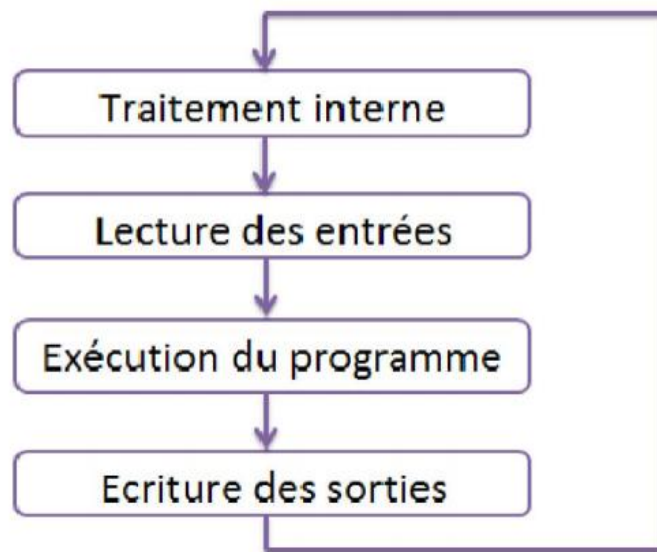 Traitement interne
Lecture des entrées
Exécution du programme
Ecriture des sorties